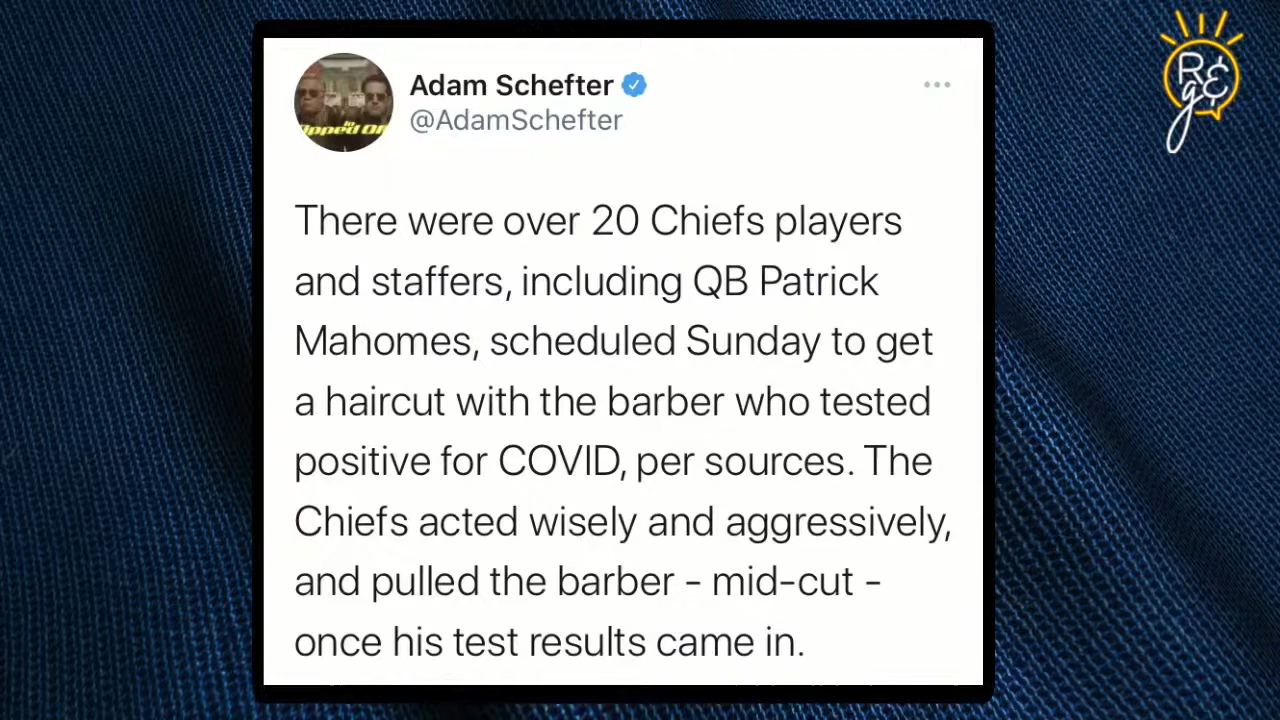 Adam Schefter
@AdamSchefter
There were over 20 Chiefs players
and staffers, including QB Patrick
Mahomes, scheduled Sunday to get
a haircut with the barber who tested
positive for COVID, per sources. The
Chiefs acted wisely and aggressively,
and pulled the barber - mid-cut -
once his test results came in.